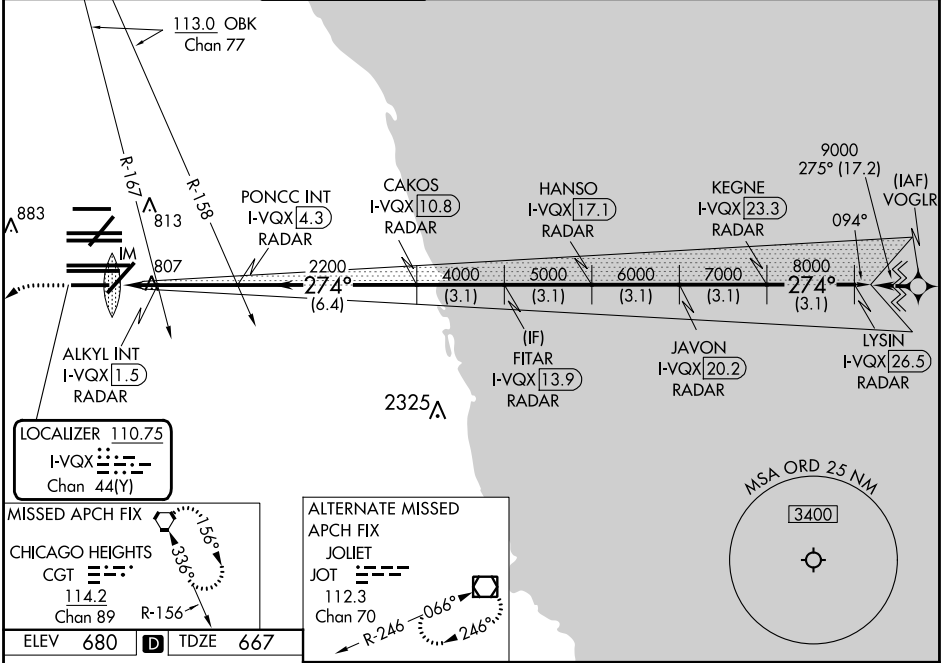 113.0 OBK
Chan 77
R-167
R-158
883
813
807
IM
PONCC INT
I-VQX 4.3
RADAR
CAKOS
I-VQX 10.8
RADAR
HANSO
I-VQX 17.1
RADAR
KEGNE
I-VQX 23.3
RADAR
9000
275° (17.2)
094°
(IAF)
VOGLR
2200
274°
(6.4)
4000
(3.1)
5000
(3.1)
6000
(3.1)
7000
(3.1)
8000
274°
(3.1)
ALKYL INT
I-VQX 1.5
RADAR
(IF)
FITAR
I-VQX 13.9
RADAR
JAVON
I-VQX 20.2
RADAR
LYSIN
I-VQX 26.5
RADAR
2325
LOCALIZER 110.75
I-VQX
Chan 44(Y)
MISSED APCH FIX
CHICAGO HEIGHTS
CGT
114.2
Chan 89
156°
336°
R-156
ALTERNATE MISSED
APCH FIX
JOLIET
JOT
112.3
Chan 70
R-246
066°
246°
MSA ORD 25 NM
3400
ELEV 680 D TDZE 667